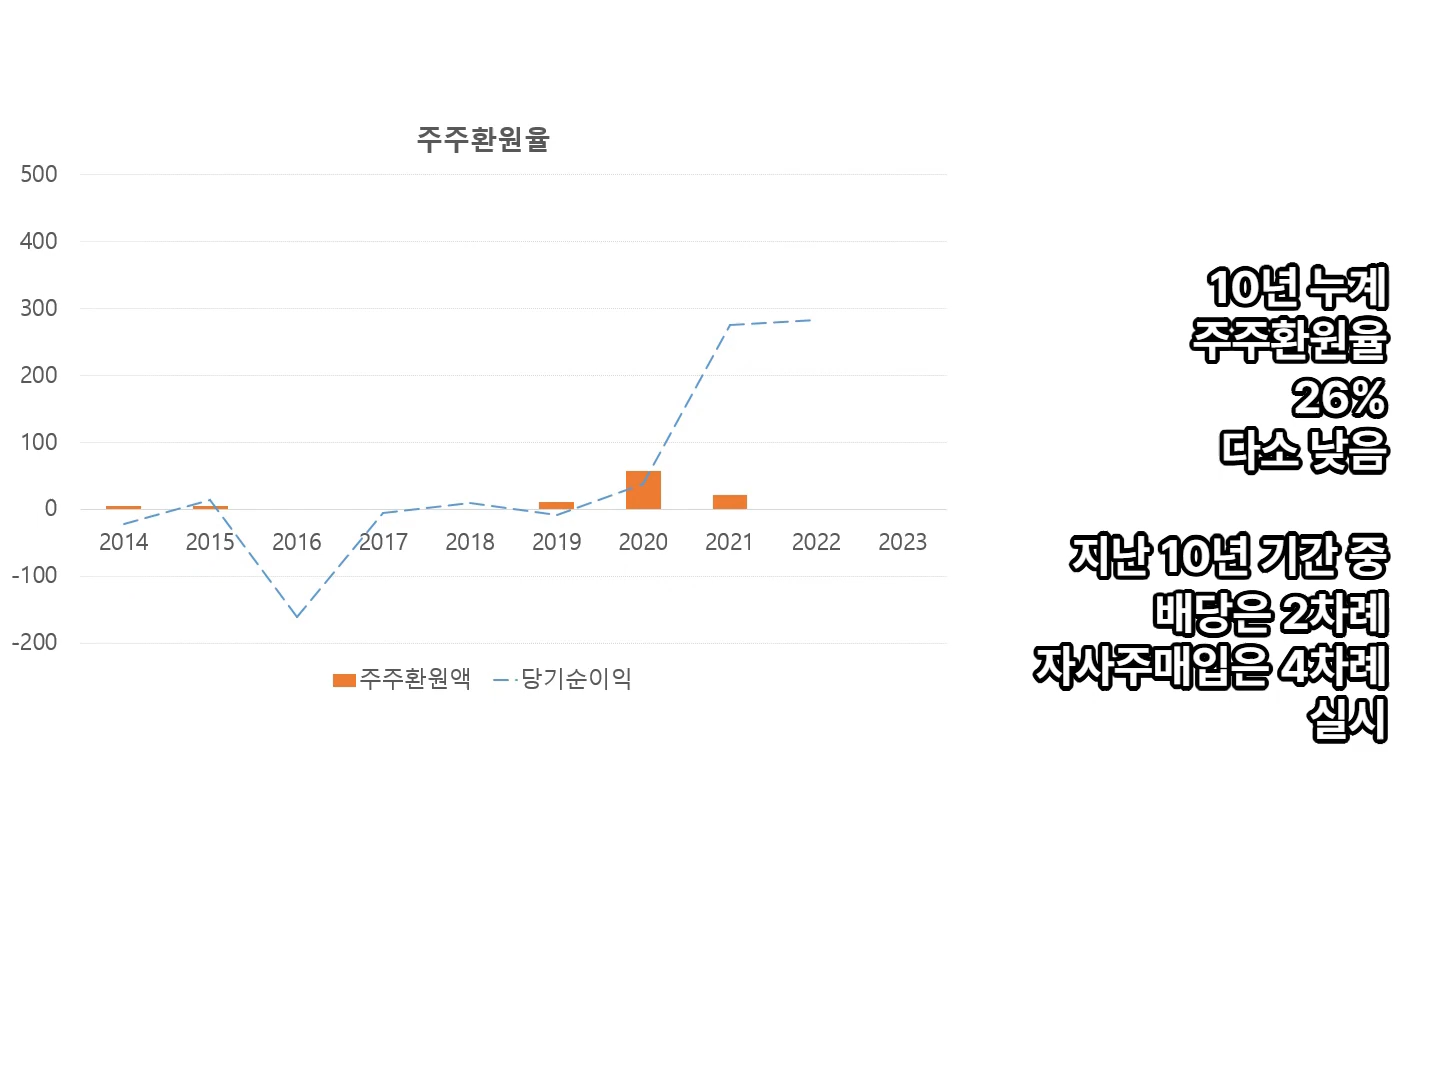 주주환원율
500
400
300
200
100
0
-100
-200
2014 2015 2016 2017 2018 2019 2020 2021 2022 2023
주주환원액 당기순이익
10년 누계
주주환원율
26%
다소 낮음
지난 10년 기간 중
배당은 2차례
자사주매입은 4차례
실시